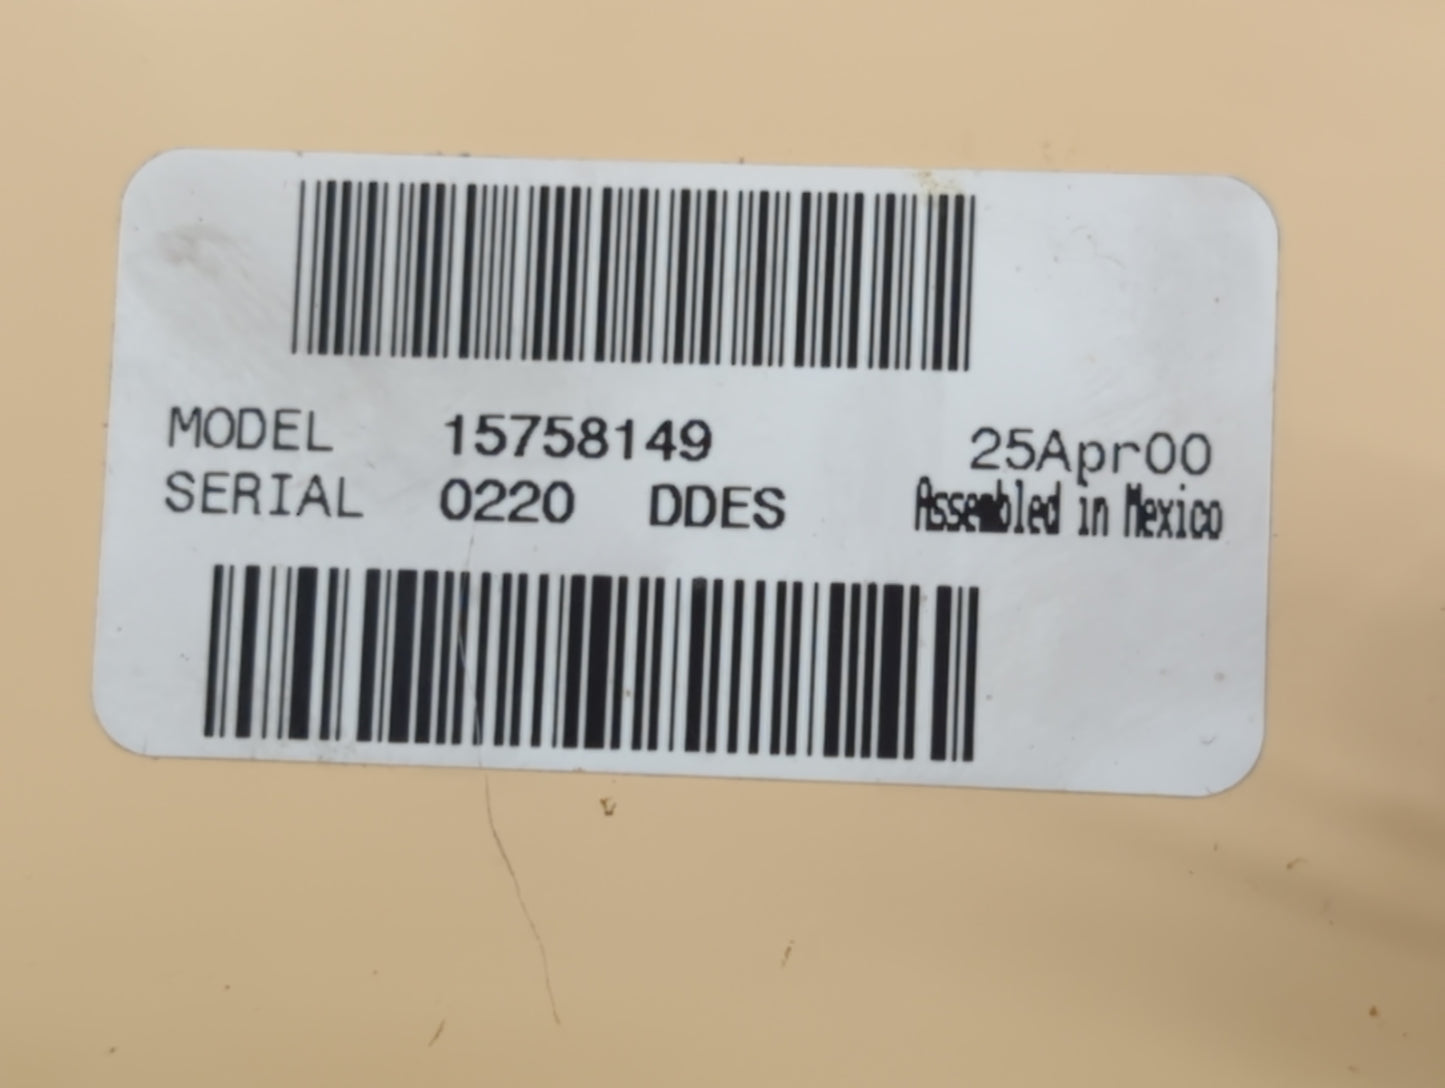 MODEL 15758149 25Apr00
SERIAL 0220 DDES Assembled in Mexico